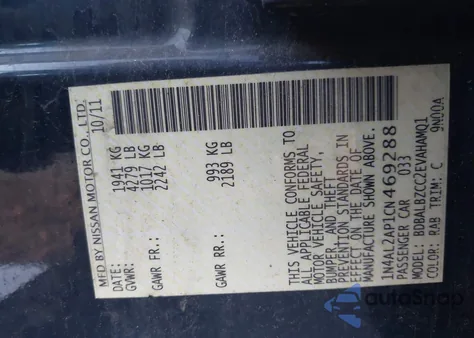 MFD BY NISSAN MOTOR CO., LTD.
10/11
GVWR: 1941 KG
4279 LB
GAWR FR.: 1017 KG
2242 LB
GAWR RR.: 993 KG
2189 LB
THIS VEHICLE CONFORMS TO
ALL APPLICABLE FEDERAL
MOTOR VEHICLE SAFETY,
BUMPER, AND THEFT
PREVENTION STANDARDS IN
EFFECT ON THE DATE OF
MANUFACTURE SHOWN ABOVE.
1N4AL2AP1CN469288
PASSENGER CAR 033
MODEL: BDBALBZCC2EVAHAMQ1
COLOR: RAB TRIM: C 9N00A
autoSnap